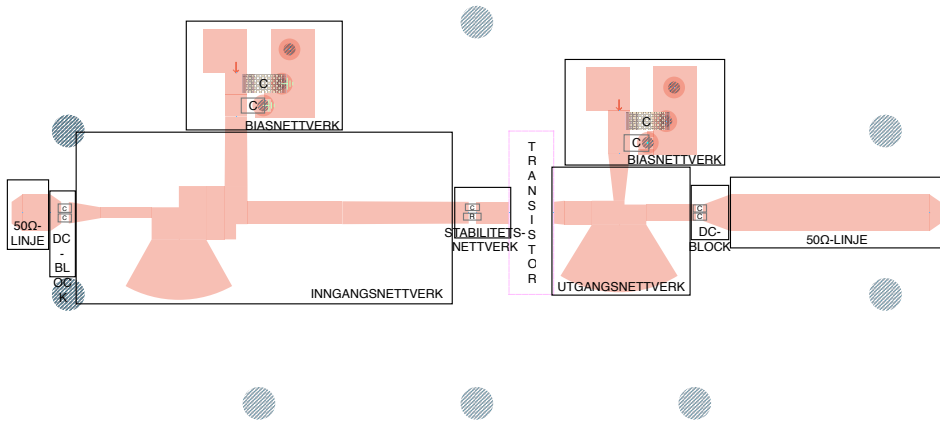 C
C
BIASNETTVERK
C
C
BIASNETTVERK
50Ω-
LINJE
C
C
DC
-
BL
OC
K
INNGANGSNETTVERK
C
R
STABILITETS-
NETTVERK
T
R
A
N
S
I
S
T
O
R
UTGANGSNETTVERK
C
C
DC-
BLOCK
50Ω-LINJE